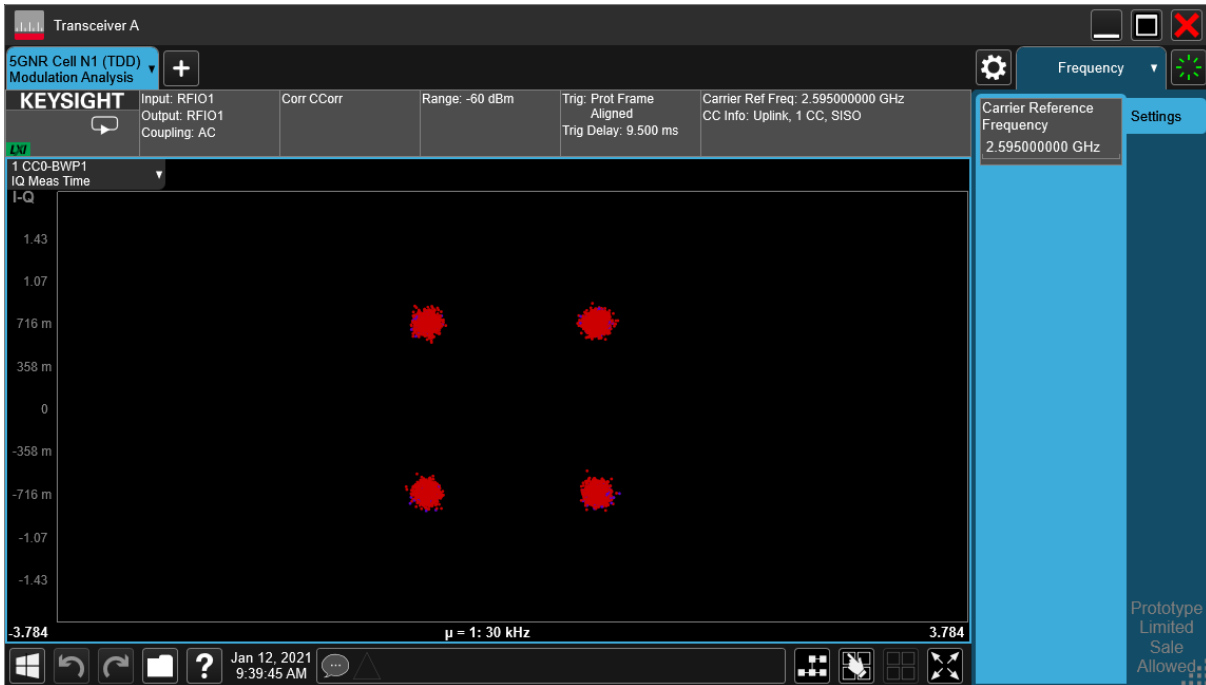 Transceiver A
5GNR Cell N1 (TDD)
Modulation Analysis
Frequency
KEYSIGHT
LXI
Input: RFIO1
Output: RFIO1
Coupling: AC
Corr CCorr
Range: -60 dBm
Trig: Prot Frame
Aligned
Trig Delay: 9.500 ms
Carrier Ref Freq: 2.595000000 GHz
CC Info: Uplink, 1 CC, SISO
Carrier Reference
Frequency
2.595000000 GHz
Settings
1 CC0-BWP1
IQ Meas Time
I-Q
1.43
1.07
716 m
358 m
0
-358 m
-716 m
-1.07
-1.43
-3.784
µ = 1: 30 kHz
3.784
Prototype
Limited
Sale
Allowed
?
Jan 12, 2021
9:39:45 AM